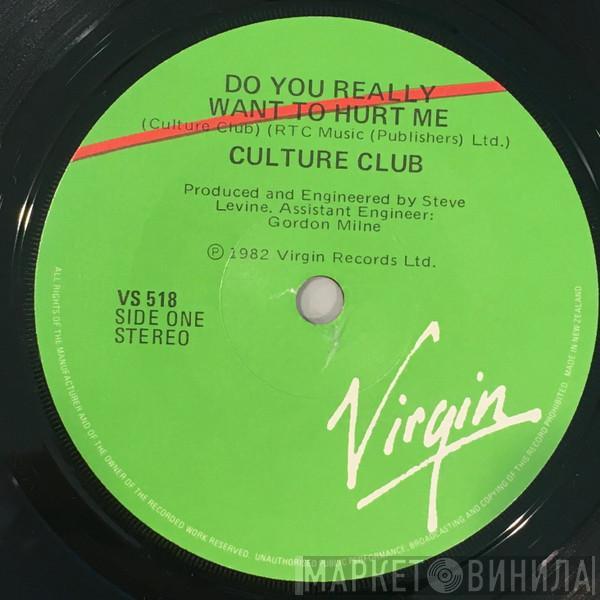 DO YOU REALLY
WANT TO HURT ME
(Culture Club) (RTC Music (Publishers) Ltd.)
CULTURE CLUB
Produced and Engineered by Steve
Levine, Assistant Engineer:
Gordon Milne
Ⓟ 1982 Virgin Records Ltd.
VS 518
SIDE ONE
STEREO
Virgin
ALL RIGHTS OF THE MANUFACTURER AND OF THE OWNER OF THE RECORDED WORK RESERVED. UNAUTHORISED PUBLIC PERFORMANCE, BROADCASTING AND COPYING OF THIS RECORD PROHIBITED. MADE IN NEW ZEALAND
МАРКЕТ ВИНИЛА